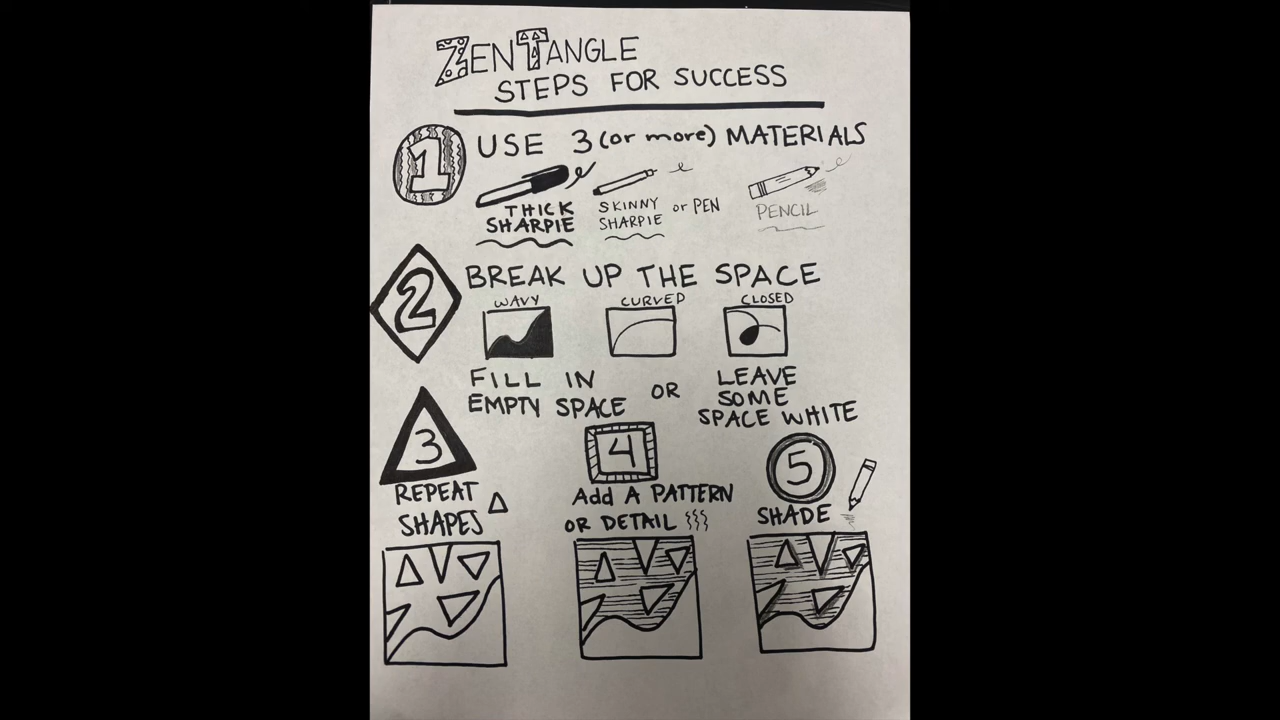 ZENTANGLE
STEPS FOR SUCCESS
1 USE 3 (or more) MATERIALS
THICK SHARPIE
SKINNY SHARPIE or PEN
PENCIL
2 BREAK UP THE SPACE
WAVY CURVED CLOSED
FILL IN EMPTY SPACE
OR
LEAVE SOME SPACE WHITE
3
REPEAT
SHAPES
4
Add A PATTERN
OR DETAIL
5
SHADE